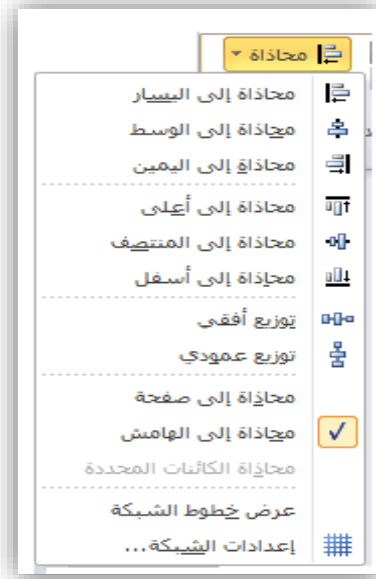 محاذاة
محاذاة إلى اليسار
محاذاة إلى الوسط
محاذاة إلى اليمين
محاذاة إلى أعلى
محاذاة إلى المنتصف
محاذاة إلى أسفل
توزيع أفقي
توزيع عمودي
محاذاة إلى صفحة
محاذاة إلى الهامش
محاذاة الكائنات المحددة
عرض خطوط الشبكة
إعدادات الشبكة...